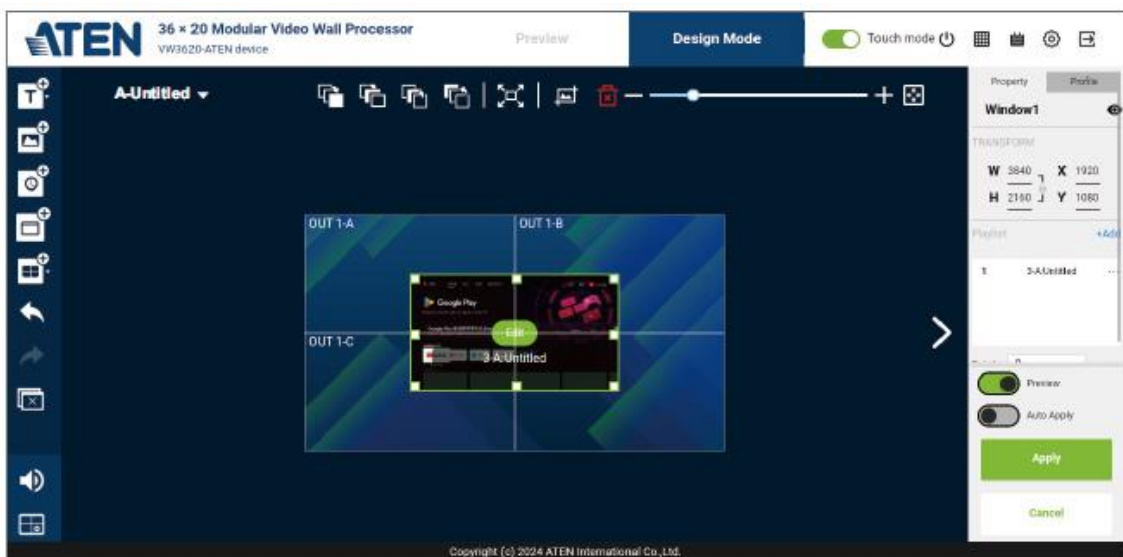 ATEN
36 × 20 Modular Video Wall Processor
VW3620-ATEN device
Preview
Design Mode
Touch mode
Property
Profile
T
A-Untitled
Window1
TRANSFORM
W 3840 X 1920
H 2160 Y 1080
OUT 1-A
OUT 1-B
Playlist
+Add
1 3-A:Untitled ...
Google Play
Edit
OUT 1-C
3-A:Untitled
Preview
Auto Apply
Apply
Cancel
Copyright (c) 2024 ATEN International Co.,Ltd.